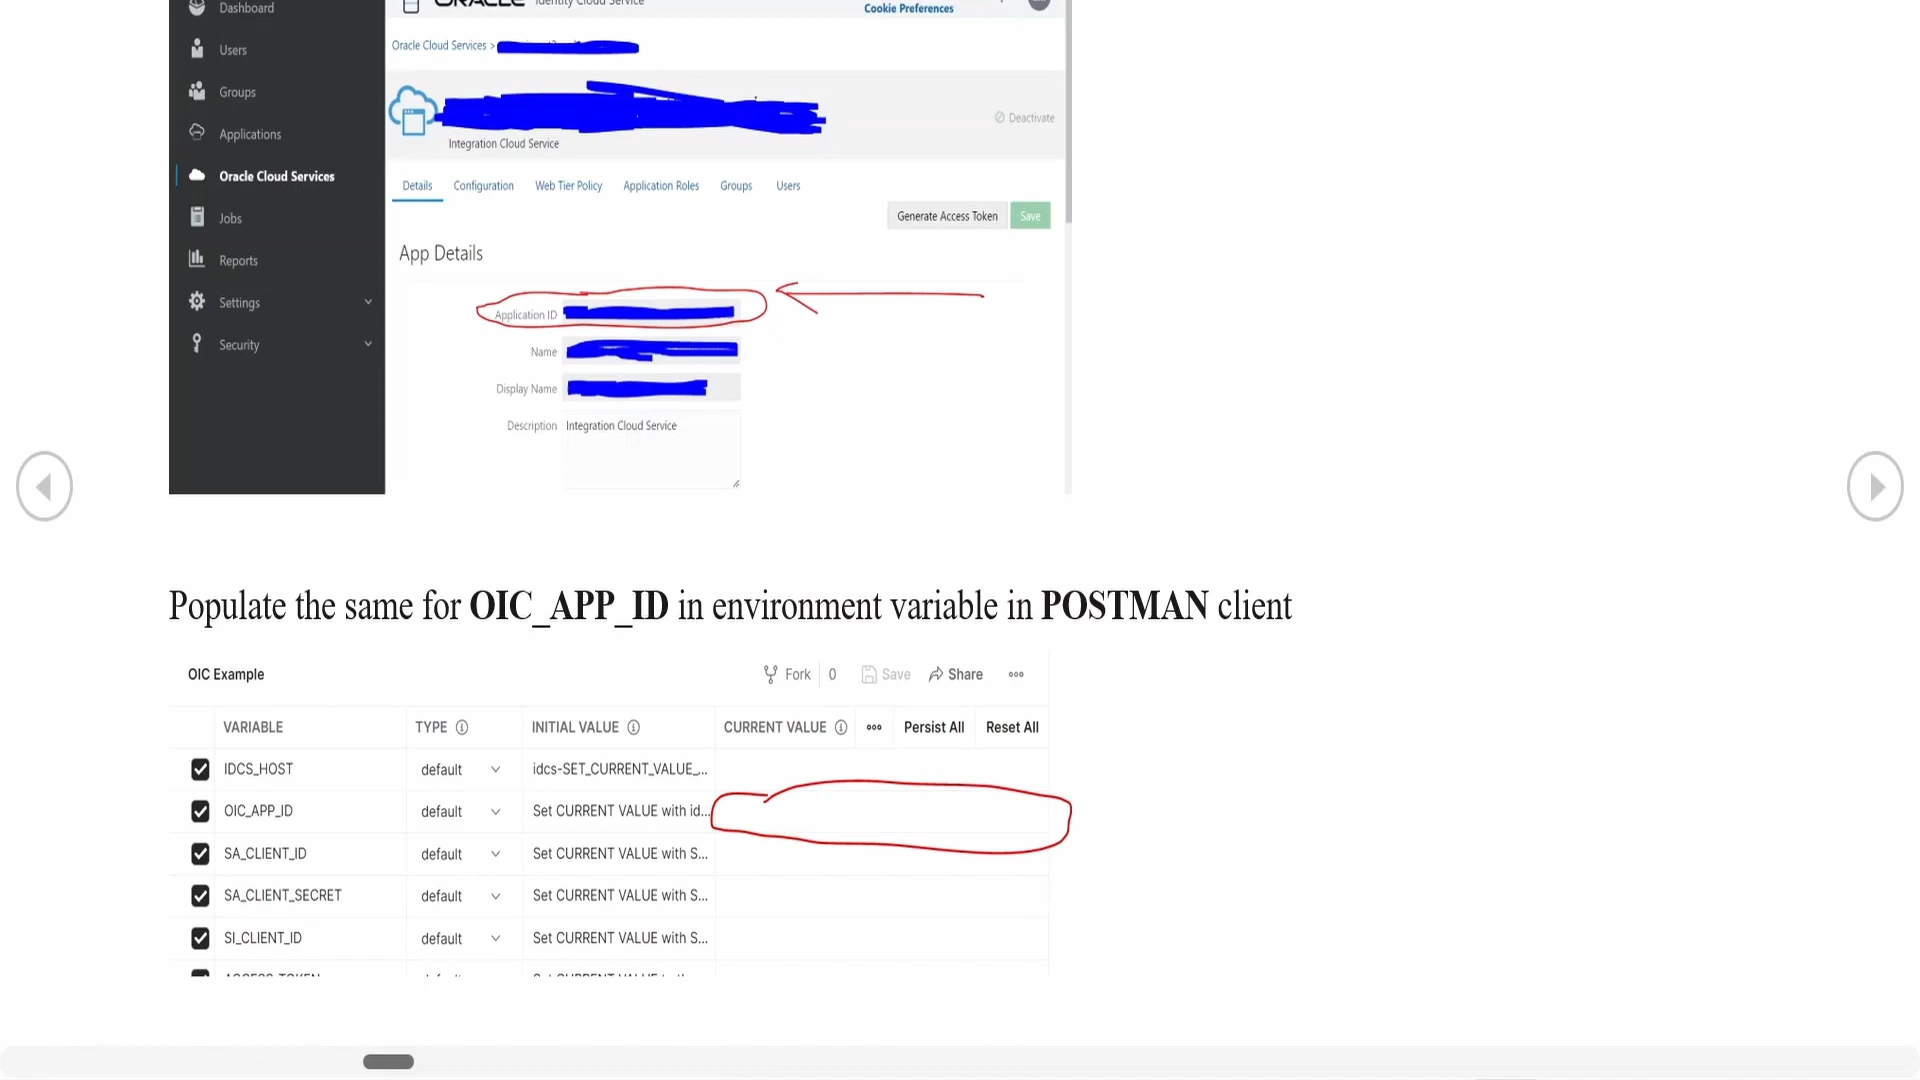 Dashboard
ORACLE Identity Cloud Service
Cookie Preferences
Users
Oracle Cloud Services >
Groups
Applications
Deactivate
Integration Cloud Service
Oracle Cloud Services
Details Configuration Web Tier Policy Application Roles Groups Users
Jobs
Generate Access Token Save
Reports
App Details
Settings
Application ID
Security
Name
Display Name
Description Integration Cloud Service
Populate the same for OIC_APP_ID in environment variable in POSTMAN client
OIC Example Fork 0 Save Share
VARIABLE TYPE INITIAL VALUE CURRENT VALUE Persist All Reset All
IDCS_HOST default idcs-SET_CURRENT_VALUE_...
OIC_APP_ID default Set CURRENT VALUE with id...
SA_CLIENT_ID default Set CURRENT VALUE with S...
SA_CLIENT_SECRET default Set CURRENT VALUE with S...
SI_CLIENT_ID default Set CURRENT VALUE with S...